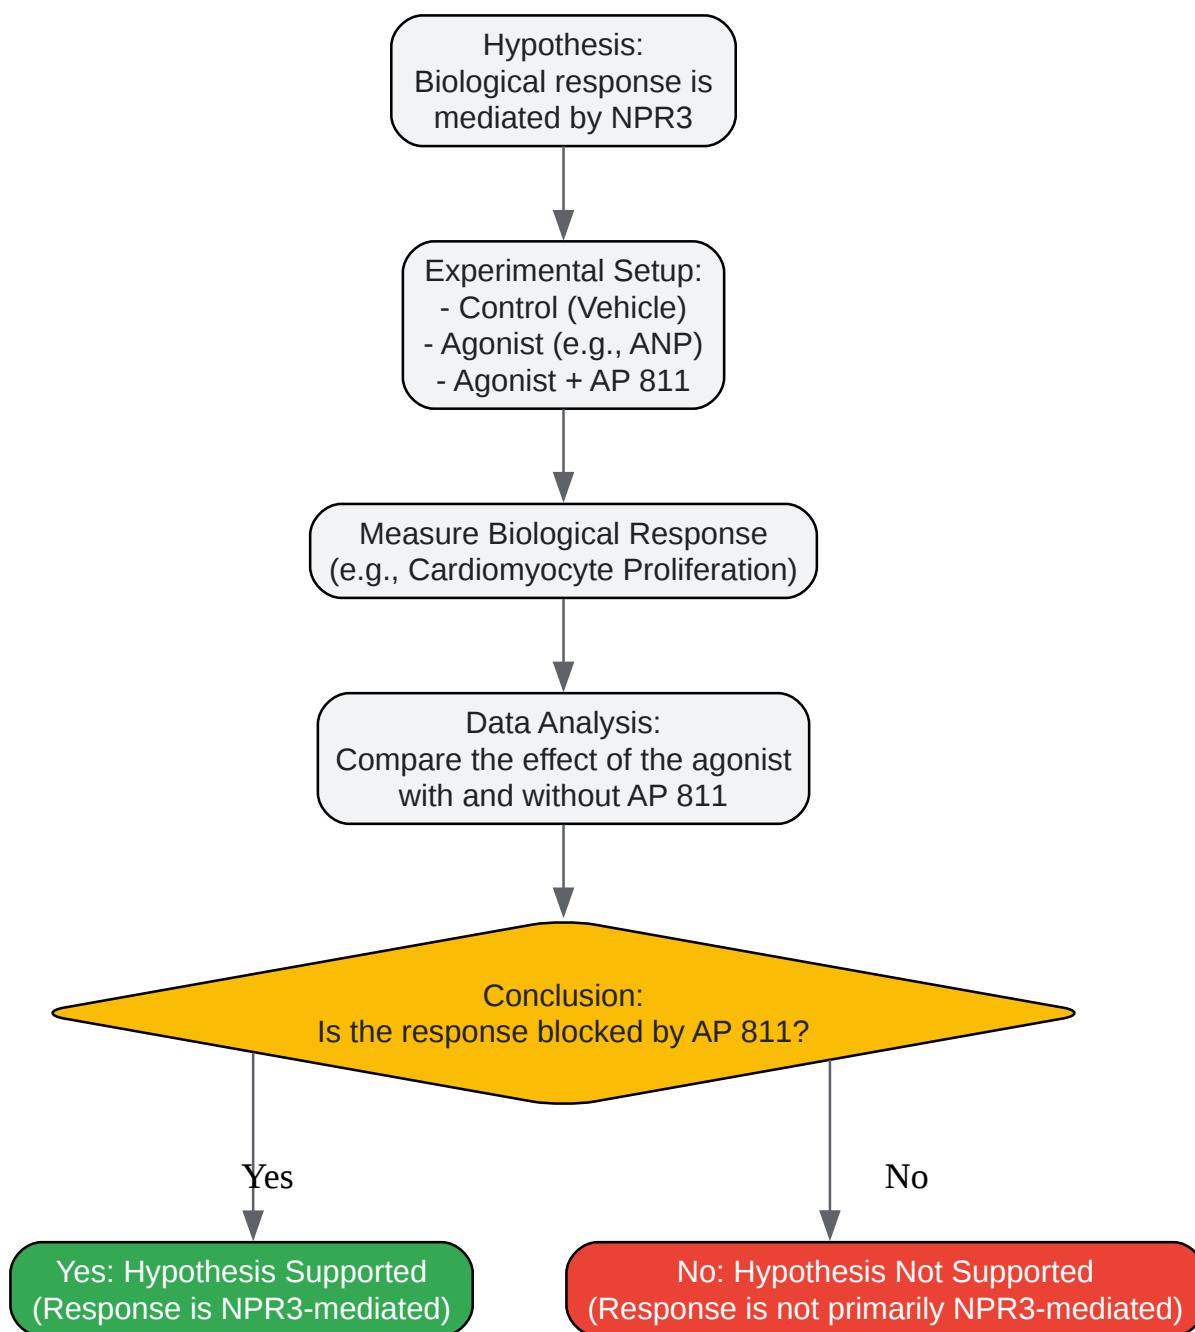 Hypothesis:
Biological response is
mediated by NPR3
Experimental Setup:
- Control (Vehicle)
- Agonist (e.g., ANP)
- Agonist + AP 811
Measure Biological Response
(e.g., Cardiomyocyte Proliferation)
Data Analysis:
Compare the effect of the agonist
with and without AP 811
Conclusion:
Is the response blocked by AP 811?
Yes
No
Yes: Hypothesis Supported
(Response is NPR3-mediated)
No: Hypothesis Not Supported
(Response is not primarily NPR3-mediated)